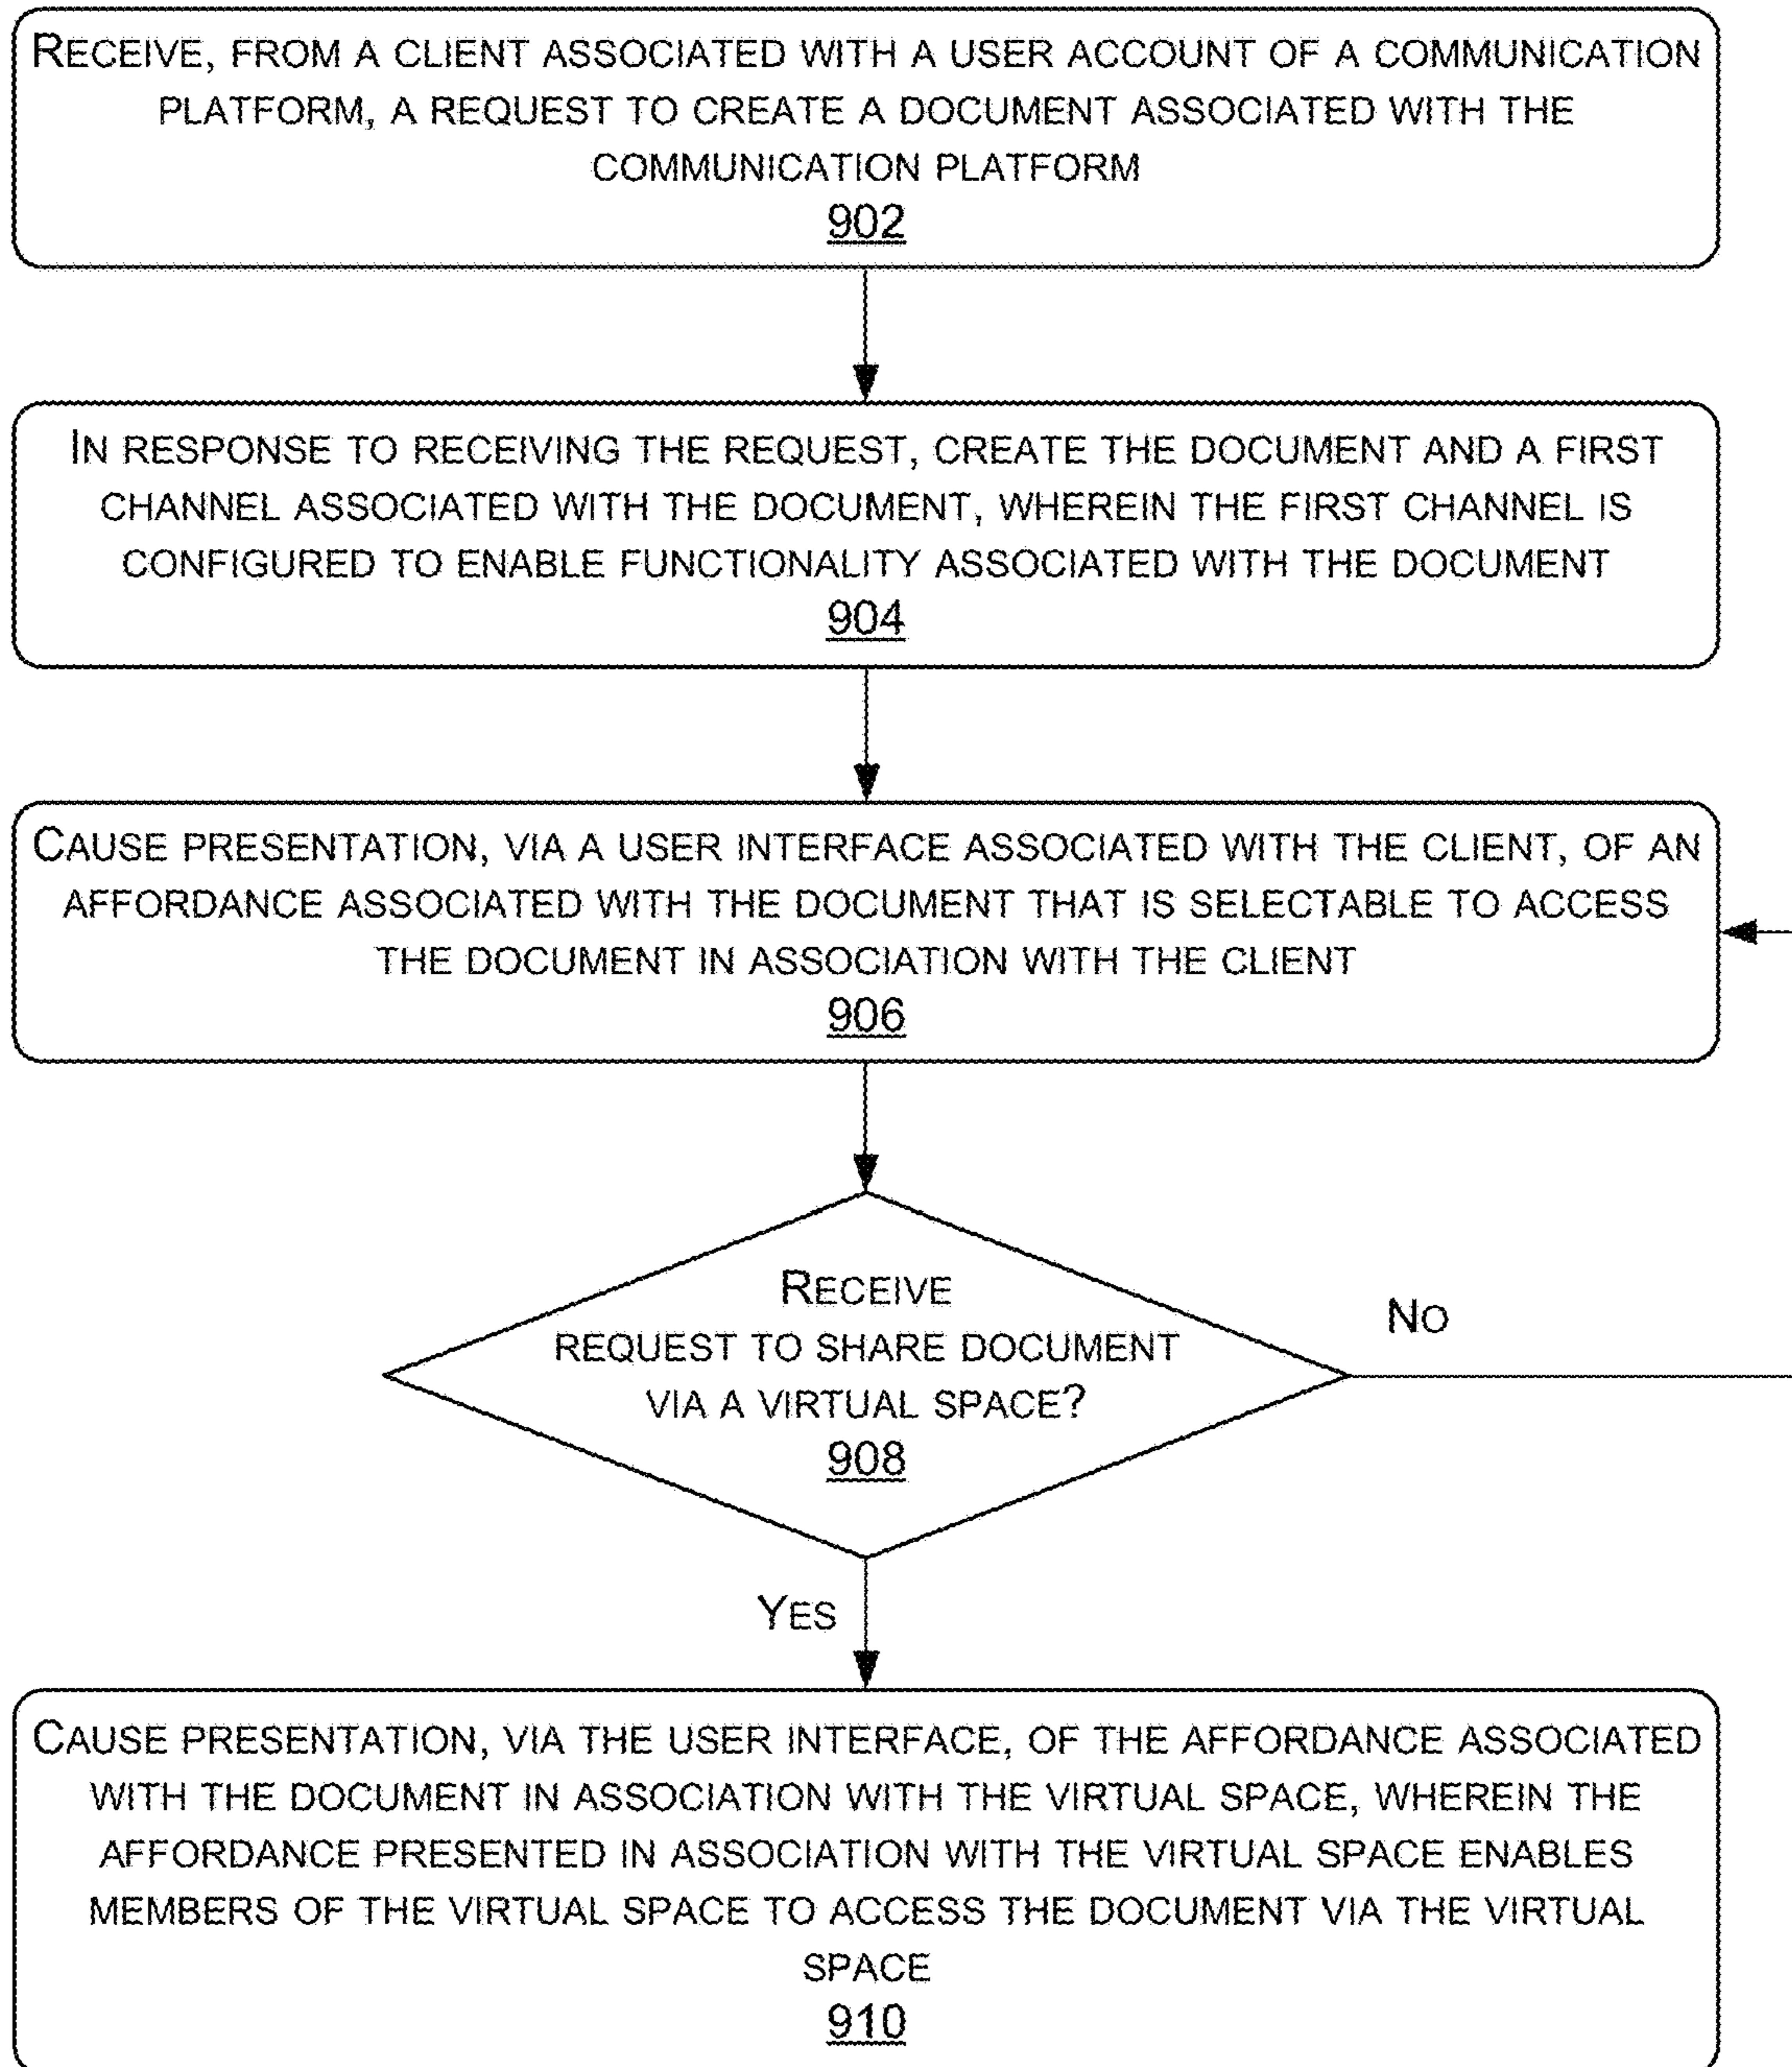 RECEIVE, FROM A CLIENT ASSOCIATED WITH A USER ACCOUNT OF A COMMUNICATION
PLATFORM, A REQUEST TO CREATE A DOCUMENT ASSOCIATED WITH THE
COMMUNICATION PLATFORM
902
IN RESPONSE TO RECEIVING THE REQUEST, CREATE THE DOCUMENT AND A FIRST
CHANNEL ASSOCIATED WITH THE DOCUMENT, WHEREIN THE FIRST CHANNEL IS
CONFIGURED TO ENABLE FUNCTIONALITY ASSOCIATED WITH THE DOCUMENT
904
CAUSE PRESENTATION, VIA A USER INTERFACE ASSOCIATED WITH THE CLIENT, OF AN
AFFORDANCE ASSOCIATED WITH THE DOCUMENT THAT IS SELECTABLE TO ACCESS
THE DOCUMENT IN ASSOCIATION WITH THE CLIENT
906
RECEIVE
REQUEST TO SHARE DOCUMENT
VIA A VIRTUAL SPACE?
908
NO
YES
CAUSE PRESENTATION, VIA THE USER INTERFACE, OF THE AFFORDANCE ASSOCIATED
WITH THE DOCUMENT IN ASSOCIATION WITH THE VIRTUAL SPACE, WHEREIN THE
AFFORDANCE PRESENTED IN ASSOCIATION WITH THE VIRTUAL SPACE ENABLES
MEMBERS OF THE VIRTUAL SPACE TO ACCESS THE DOCUMENT VIA THE VIRTUAL
SPACE
910